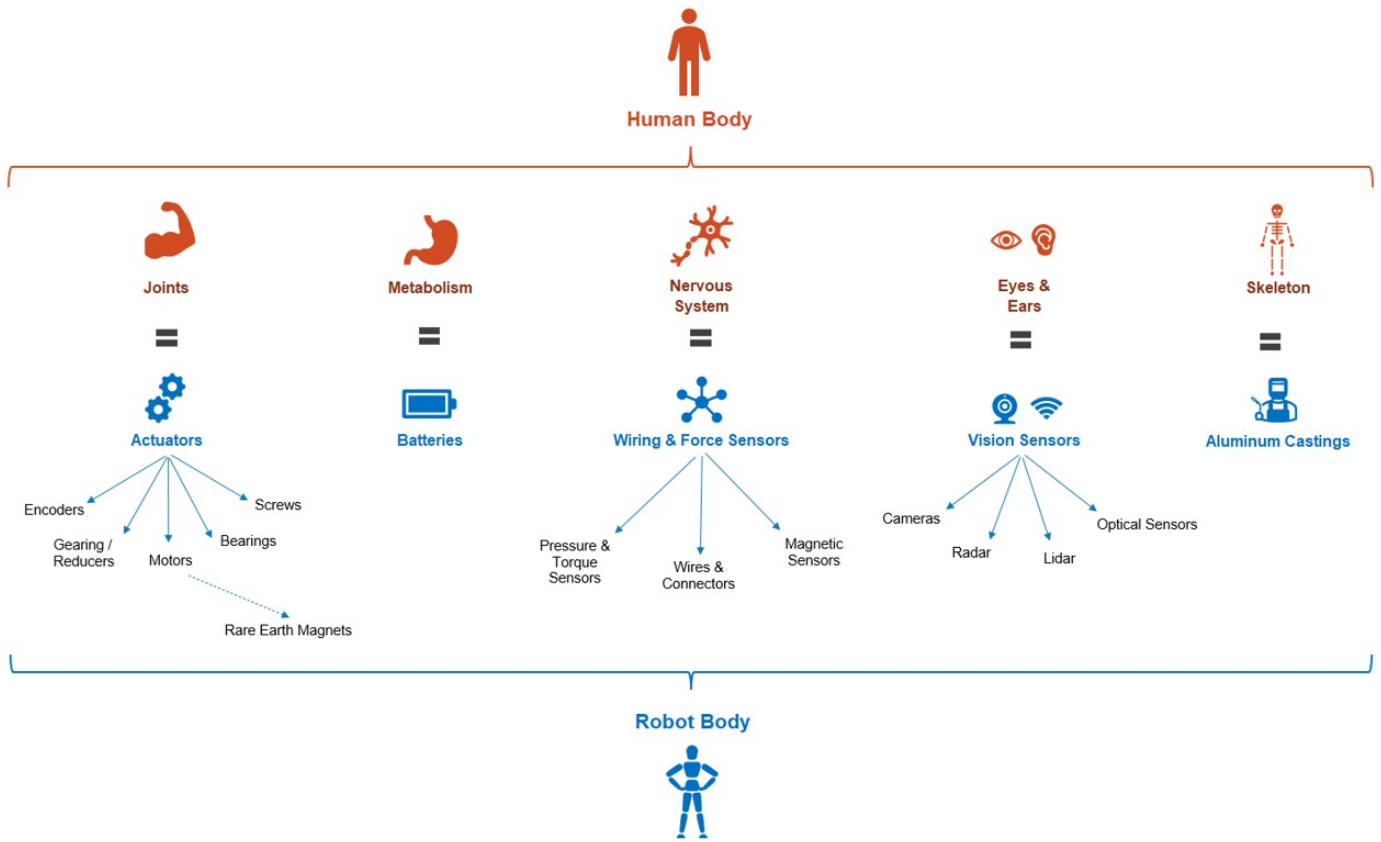 Human Body
Joints
Metabolism
Nervous
System
Eyes &
Ears
Skeleton
Actuators
Batteries
Wiring & Force Sensors
Vision Sensors
Aluminum Castings
Encoders
Gearing /
Reducers
Motors
Bearings
Screws
Rare Earth Magnets
Pressure &
Torque
Sensors
Wires &
Connectors
Magnetic
Sensors
Cameras
Radar
Lidar
Optical Sensors
Robot Body